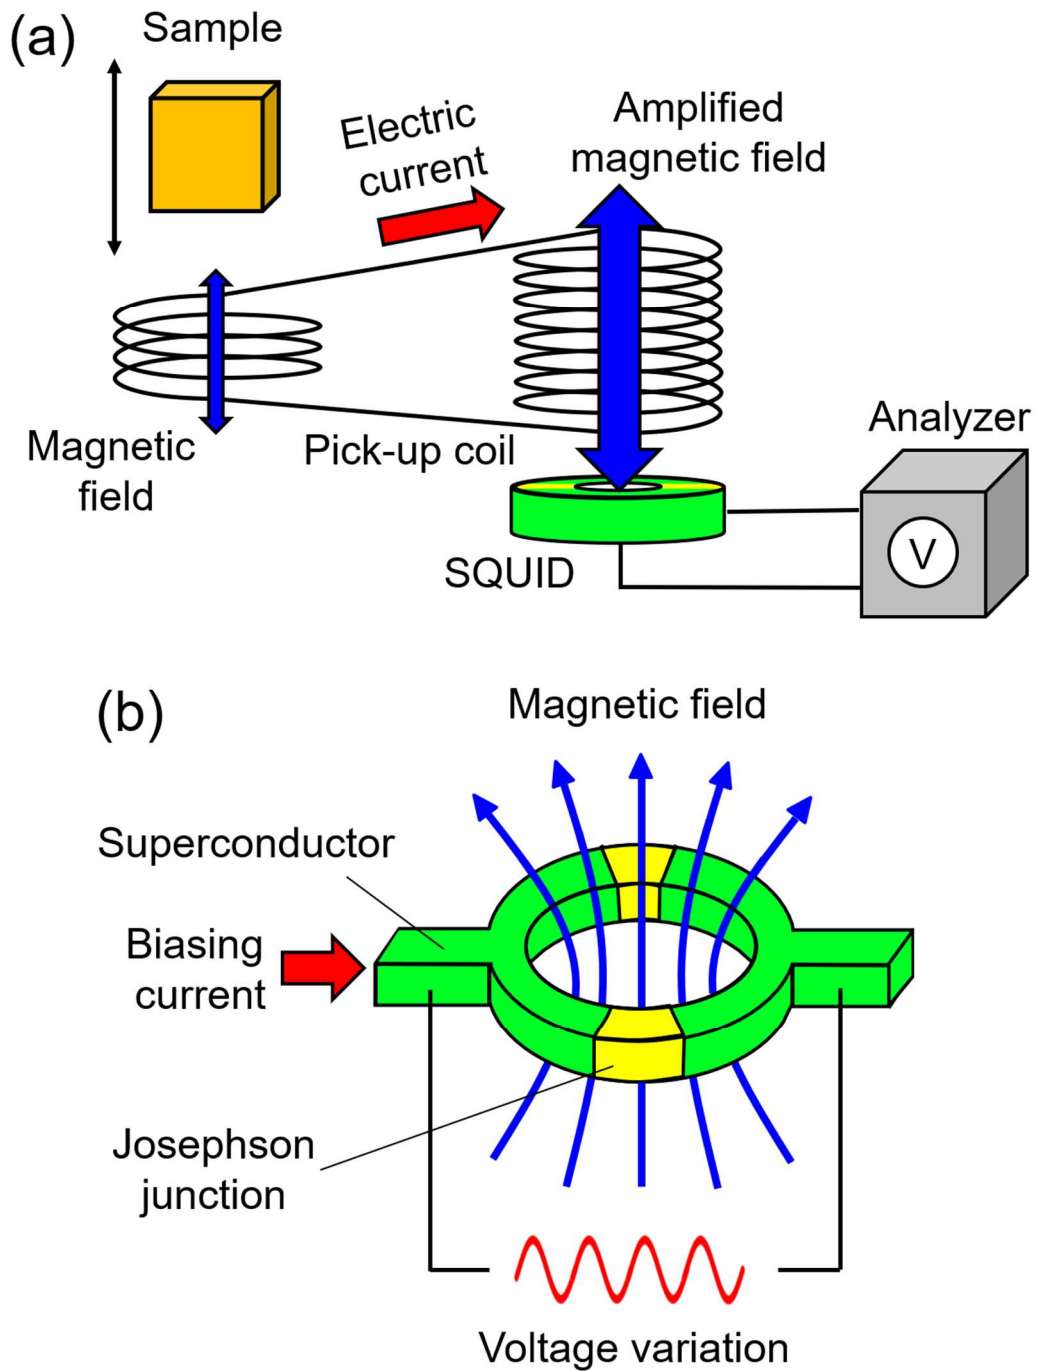 (a)
Sample
Electric
current
Amplified
magnetic field
Magnetic
field
Pick-up coil
Analyzer
V
SQUID
(b)
Magnetic field
Superconductor
Biasing
current
Josephson
junction
Voltage variation